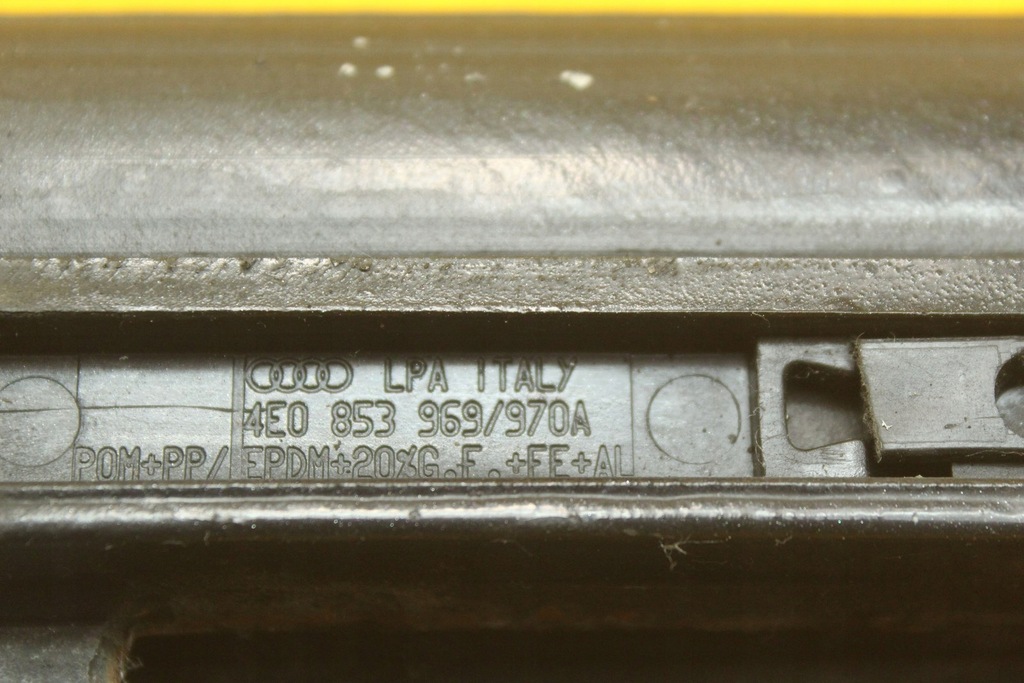 LPA ITALY
4E0 853 969/970A
POM+PP/EPDM+20%G.F.+FE+AL